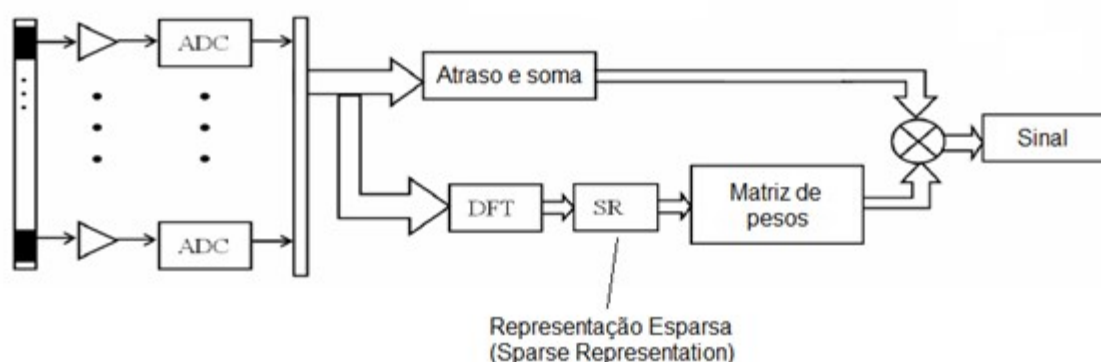 ADC
Atraso e soma
Sinal
DFT
SR
Matriz de
pesos
ADC
Representação Esparsa
(Sparse Representation)